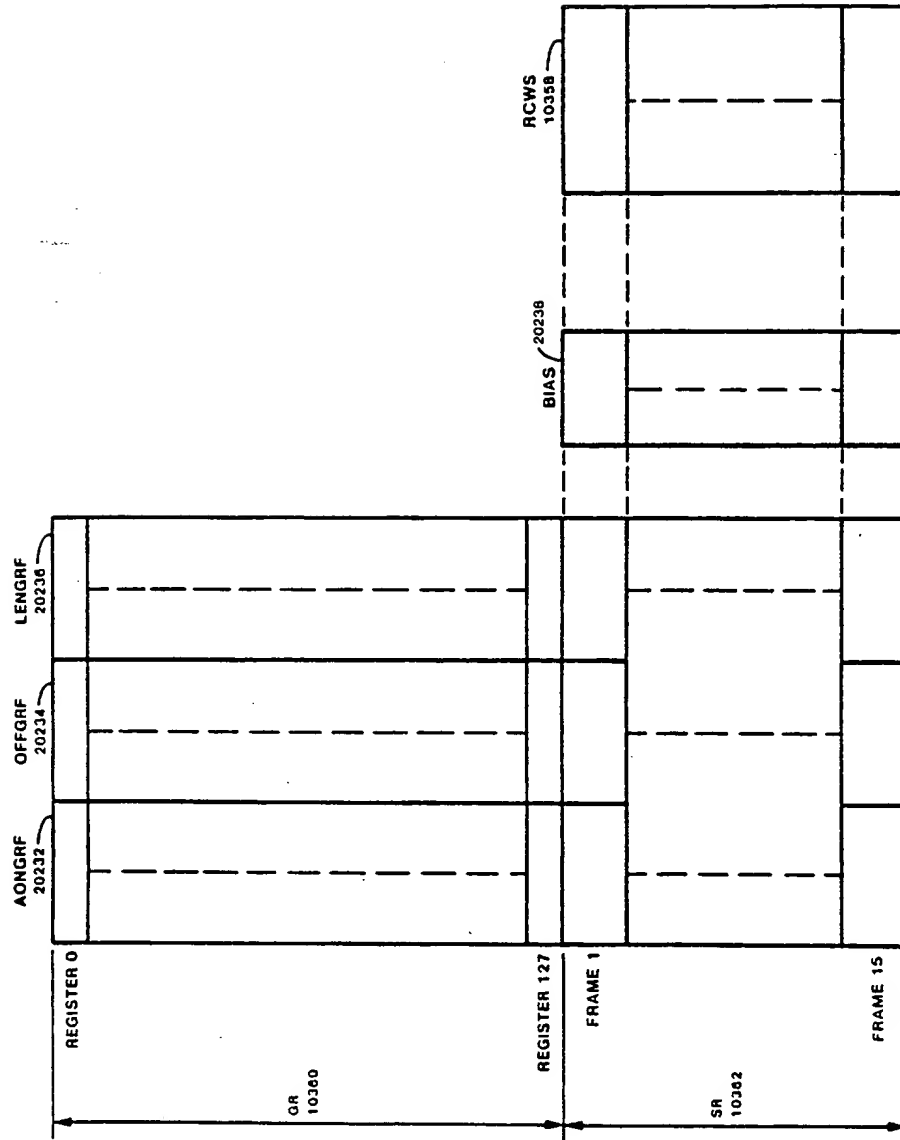 AONGRF
20232
OFFGRF
20234
LENGRF
20236
BIAS
20238
RCWS
10358
REGISTER 0
REGISTER 127
FRAME 1
FRAME 15
GR
10360
SR
10362